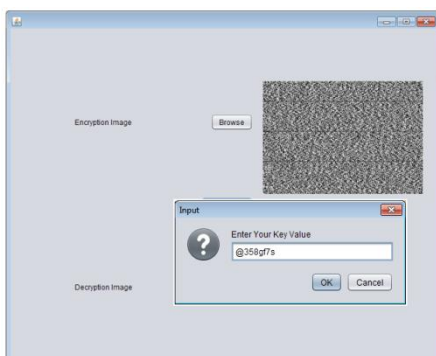 Encryption Image
Browse
Input
Enter Your Key Value
@358gf7s
OK
Cancel
Decryption Image